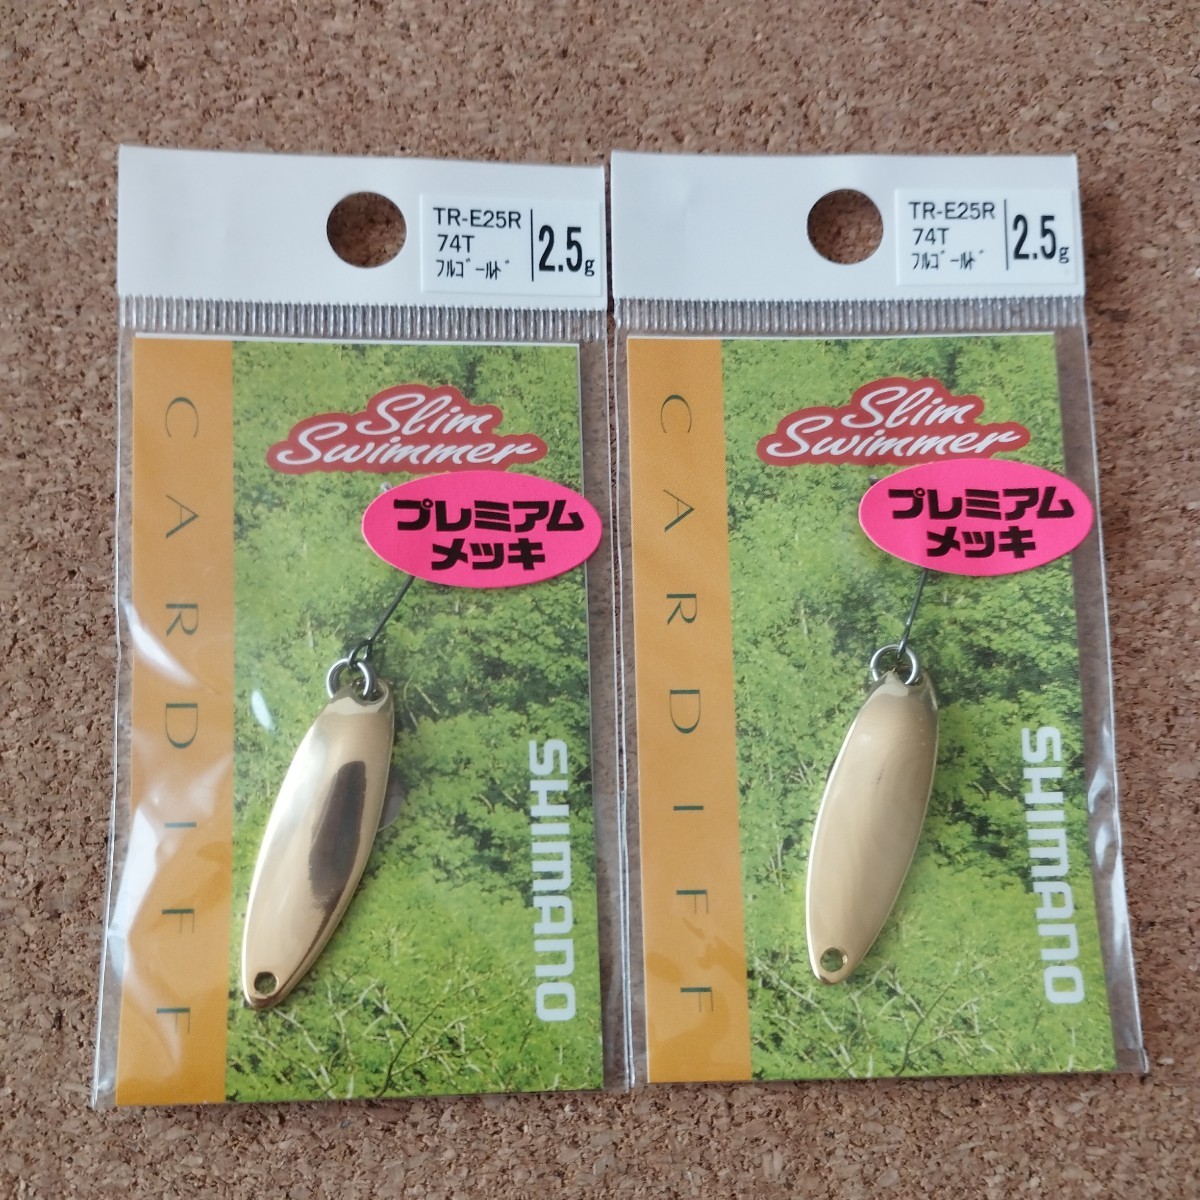 TR-E25R
74T
ﾌﾙｺﾞｰﾙﾄﾞ
2.5g
Slim
Swimmer
プレミアム
メッキ
CARDIFF
SHIMANO
TR-E25R
74T
ﾌﾙｺﾞｰﾙﾄﾞ
2.5g
Slim
Swimmer
プレミアム
メッキ
CARDIFF
SHIMANO